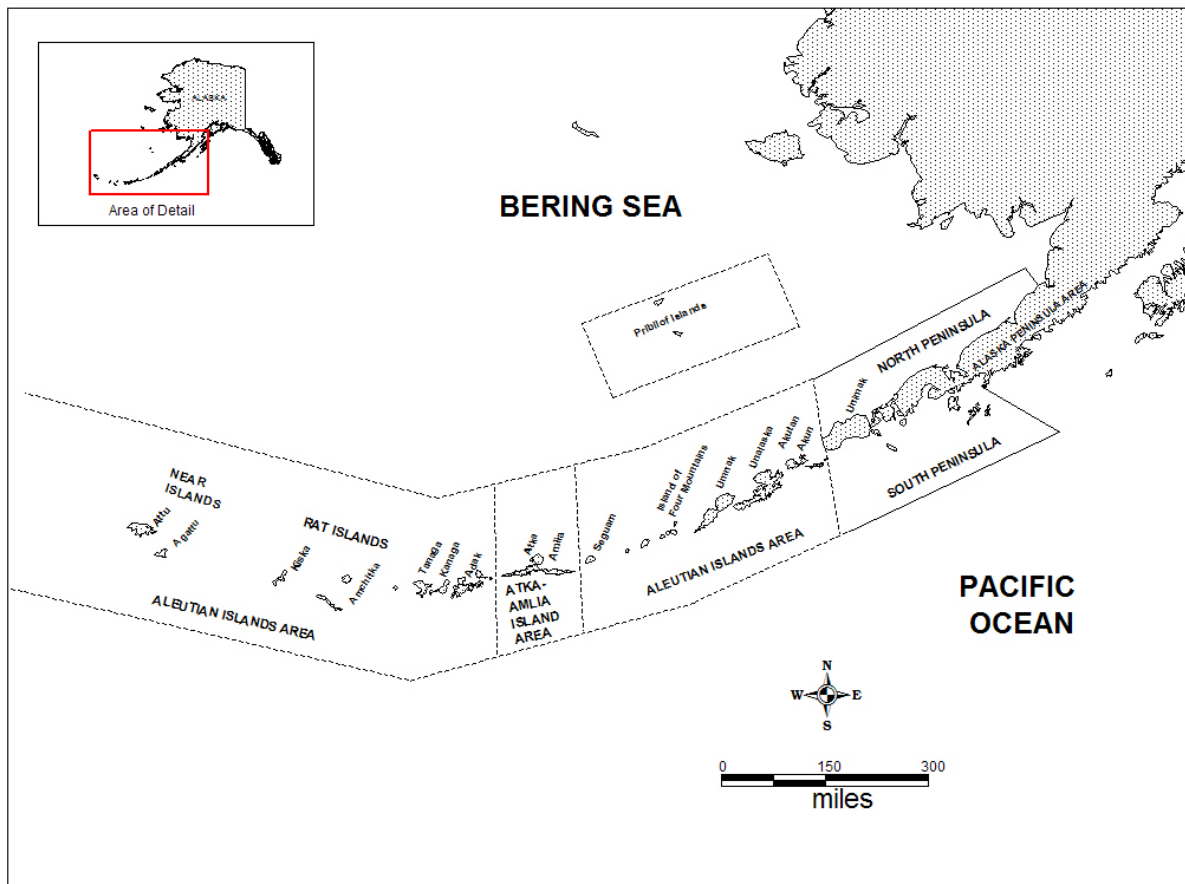 ALASKA
Area of Detail
BERING SEA
Pribilof Islands
NORTH PENINSULA
ALASKA PENINSULA AREA
SOUTH PENINSULA
Ummak
Akun
Akutan
Unalaska
Umnak
Island of
Four Mountains
Seguam
ALEUTIAN ISLANDS AREA
Atka
Amlia
ATKA-
AMLIA
ISLAND
AREA
NEAR
ISLANDS
Attu
Agattu
RAT ISLANDS
Kiska
Amchitka
Tanaga
Kanaga
Adak
ALEUTIAN ISLANDS AREA
PACIFIC
OCEAN
N
W E
S
0 150 300
miles